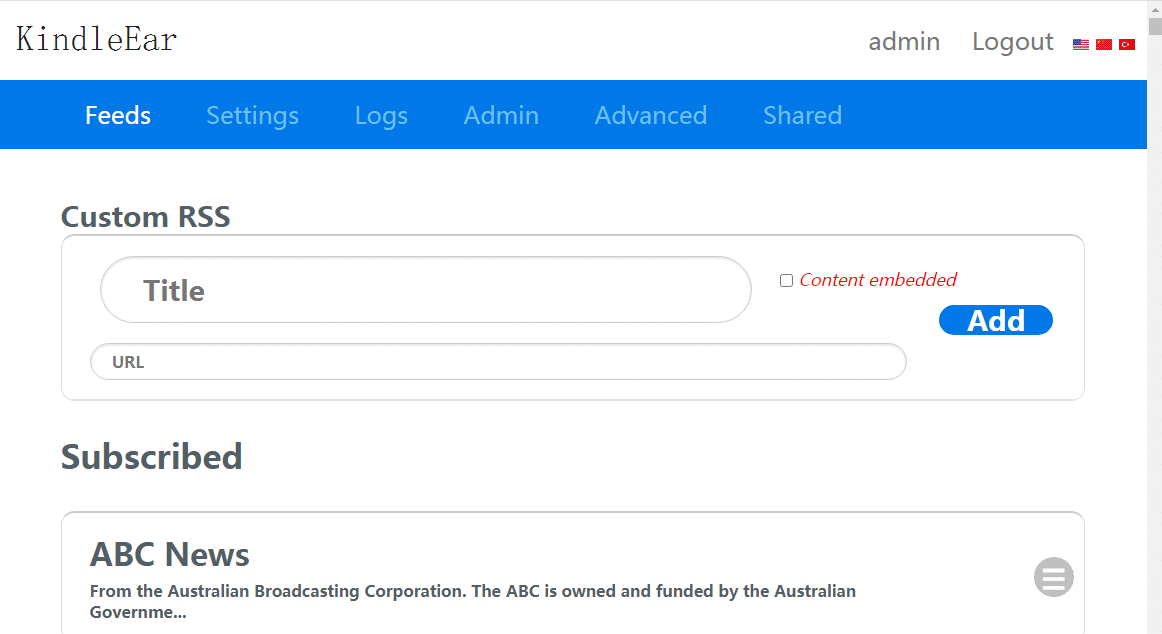 KindleEar
admin Logout
Feeds Settings Logs Admin Advanced Shared
Custom RSS
Title
Content embedded
Add
URL
Subscribed
ABC News
From the Australian Broadcasting Corporation. The ABC is owned and funded by the Australian
Governme...